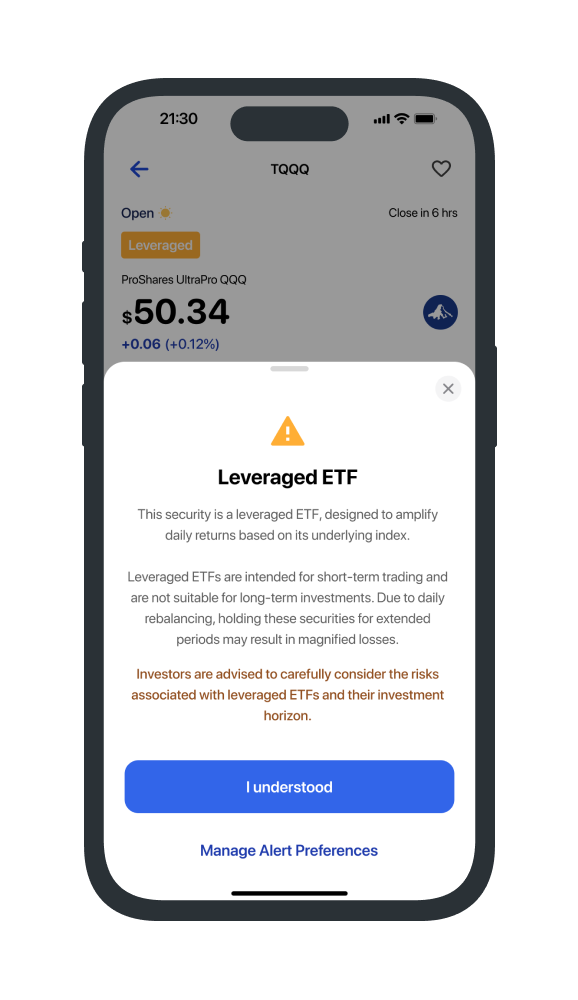 21:30
TQQQ
Open
Close in 6 hrs
Leveraged
ProShares UltraPro QQQ
$50.34
+0.06 (+0.12%)
Leveraged ETF
This security is a leveraged ETF, designed to amplify
daily returns based on its underlying index.
Leveraged ETFs are intended for short-term trading and
are not suitable for long-term investments. Due to daily
rebalancing, holding these securities for extended
periods may result in magnified losses.
Investors are advised to carefully consider the risks
associated with leveraged ETFs and their investment
horizon.
I understood
Manage Alert Preferences